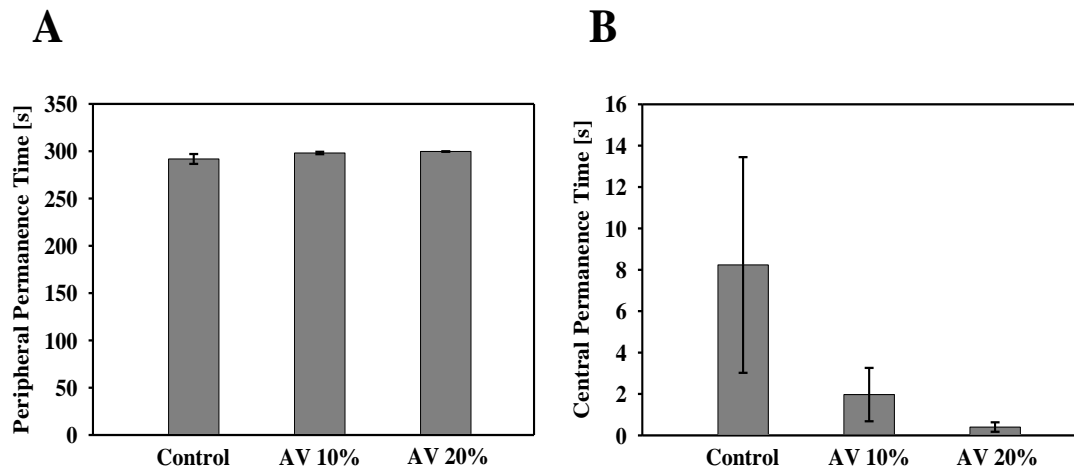 A
Peripheral Permanence Time [s]
350
300
250
200
150
100
50
0
Control AV 10% AV 20%
B
Central Permanence Time [s]
16
14
12
10
8
6
4
2
0
Control AV 10% AV 20%